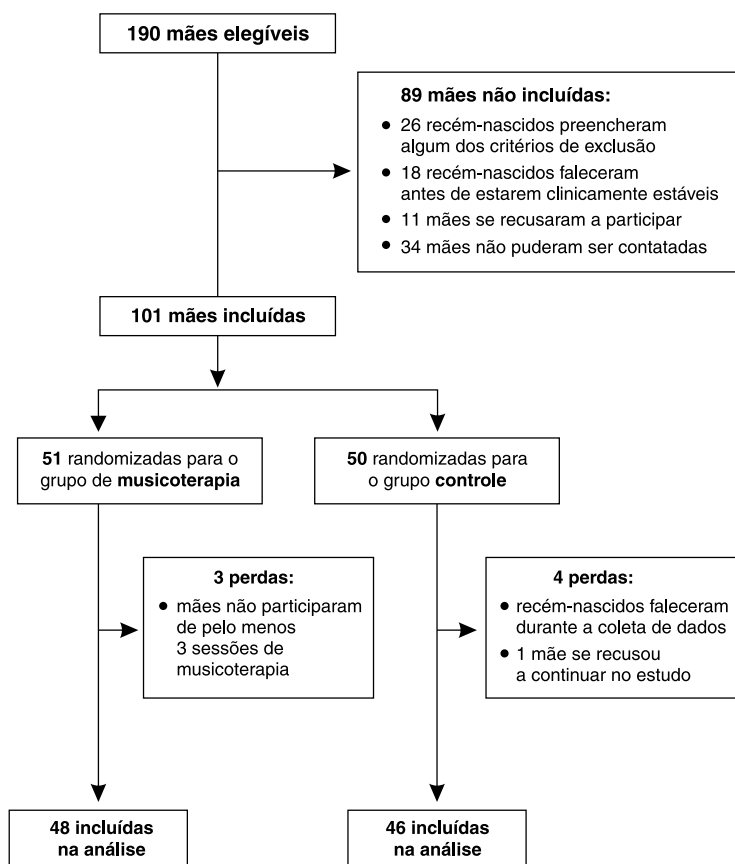 190 mães elegíveis
89 mães não incluídas:
• 26 recém-nascidos preencheram
algum dos critérios de exclusão
• 18 recém-nascidos faleceram
antes de estarem clinicamente estáveis
• 11 mães se recusaram a participar
• 34 mães não puderam ser contatadas
101 mães incluídas
51 randomizadas para o
grupo de musicoterapia
50 randomizadas para
o grupo controle
3 perdas:
• mães não participaram
de pelo menos
3 sessões de
musicoterapia
4 perdas:
• recém-nascidos faleceram
durante a coleta de dados
• 1 mãe se recusou
a continuar no estudo
48 incluídas
na análise
46 incluídas
na análise